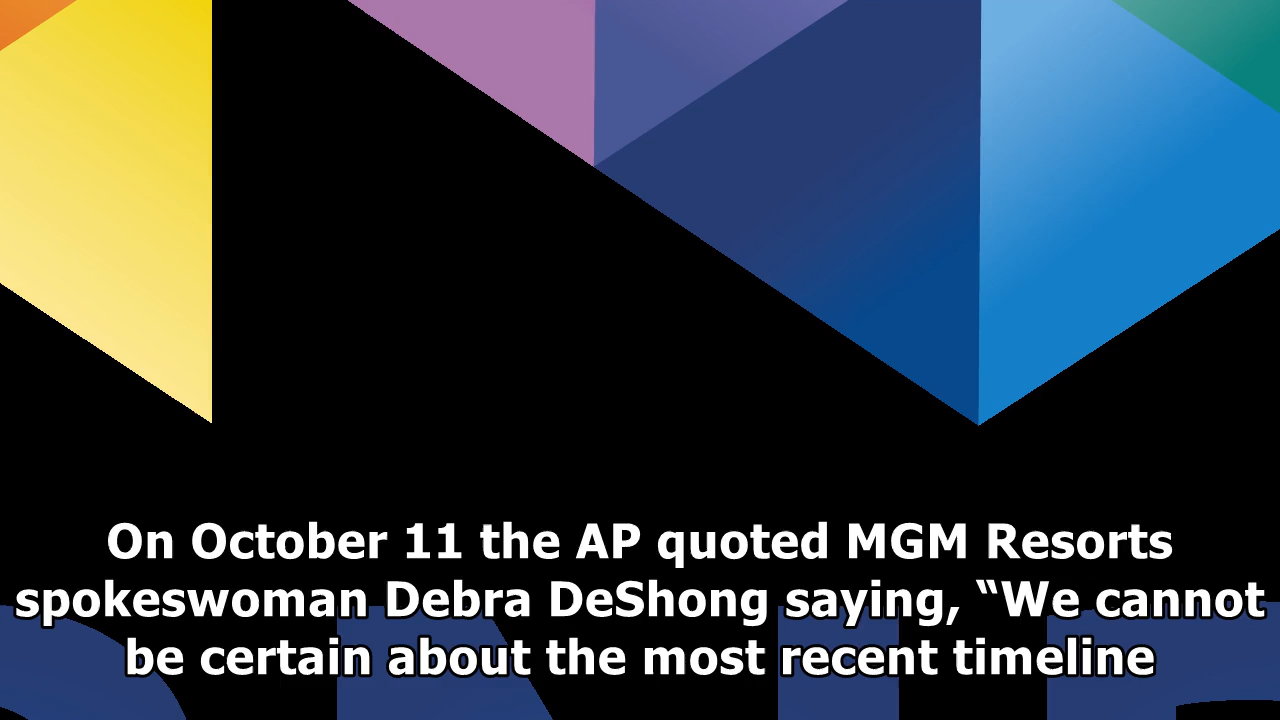 On October 11 the AP quoted MGM Resorts
spokeswoman Debra DeShong saying, “We cannot
be certain about the most recent timeline